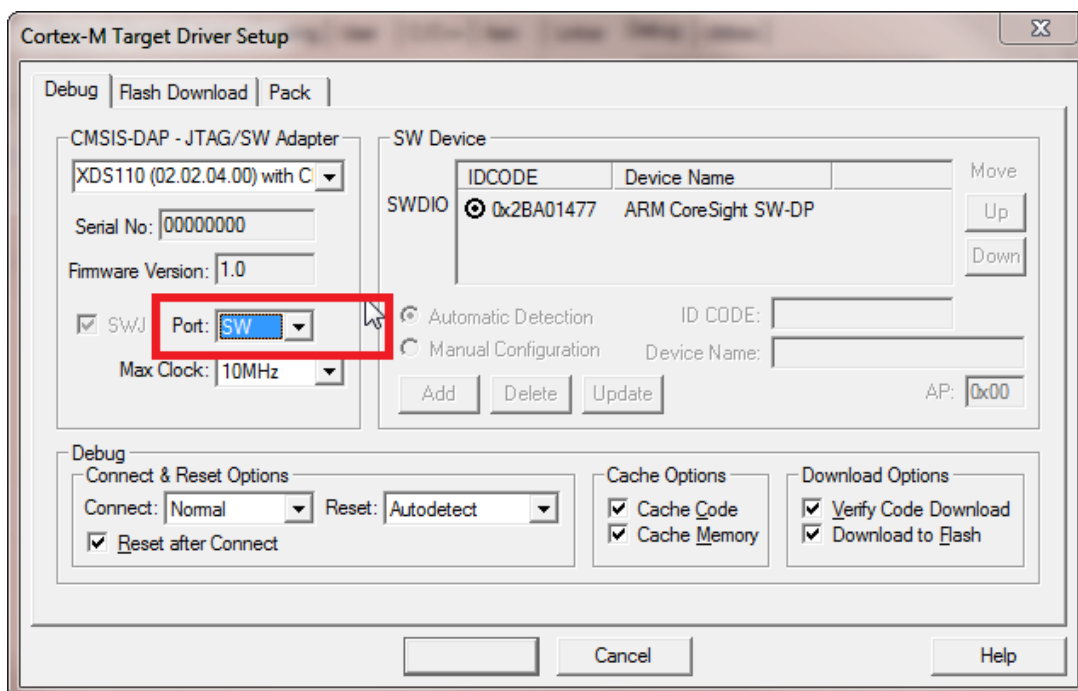 Cortex-M Target Driver Setup
Debug Flash Download Pack
CMSIS-DAP - JTAG/SW Adapter
XDS110 (02.02.04.00) with C
Serial No: 00000000
Firmware Version: 1.0
SWJ Port: SW
Max Clock: 10MHz
SW Device
IDCODE Device Name
SWDIO 0x2BA01477 ARM CoreSight SW-DP
Move
Up
Down
Automatic Detection ID CODE:
Manual Configuration Device Name:
Add Delete Update AP: 0x00
Debug
Connect & Reset Options
Connect: Normal Reset: Autodetect
Reset after Connect
Cache Options
Cache Code
Cache Memory
Download Options
Verify Code Download
Download to Flash
Cancel Help